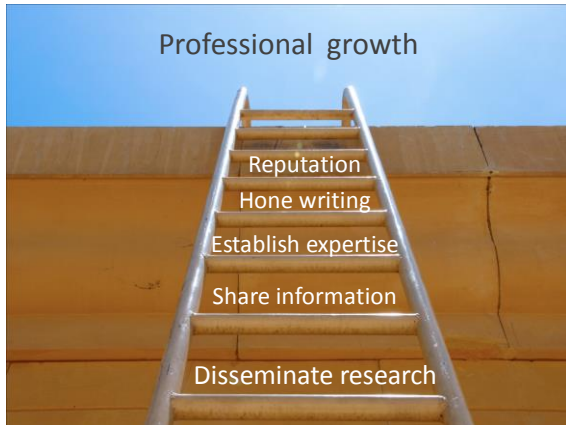 Professional growth
Reputation
Hone writing
Establish expertise
Share information
Disseminate research